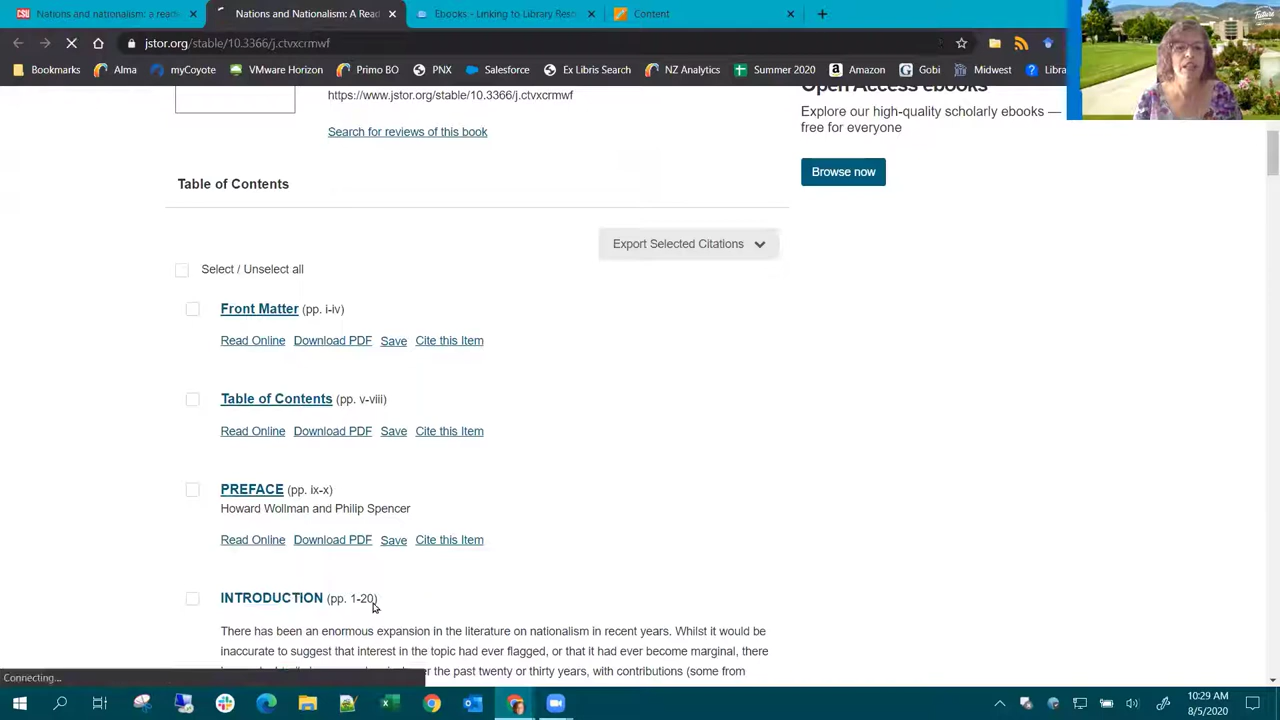 Nations and nationalism: a reade
Nations and Nationalism: A Read
Ebooks - Linking to Library Reso
Content
jstor.org/stable/10.3366/j.ctvxcrmwf
Bookmarks
Alma
myCoyote
VMware Horizon
Primo BO
PNX
Salesforce
Ex Libris Search
NZ Analytics
Summer 2020
Amazon
Gobi
Midwest
Libra
https://www.jstor.org/stable/10.3366/j.ctvxcrmwf
Search for reviews of this book
Open Access ebooks
Explore our high-quality scholarly ebooks —
free for everyone
Browse now
Table of Contents
Export Selected Citations
Select / Unselect all
Front Matter (pp. i-iv)
Read Online Download PDF Save Cite this Item
Table of Contents (pp. v-viii)
Read Online Download PDF Save Cite this Item
PREFACE (pp. ix-x)
Howard Wollman and Philip Spencer
Read Online Download PDF Save Cite this Item
INTRODUCTION (pp. 1-20)
There has been an enormous expansion in the literature on nationalism in recent years. Whilst it would be
inaccurate to suggest that interest in the topic had ever flagged, or that it had ever become marginal, there
er the past twenty or thirty years, with contributions (some from
Connecting...
10:29 AM
8/5/2020